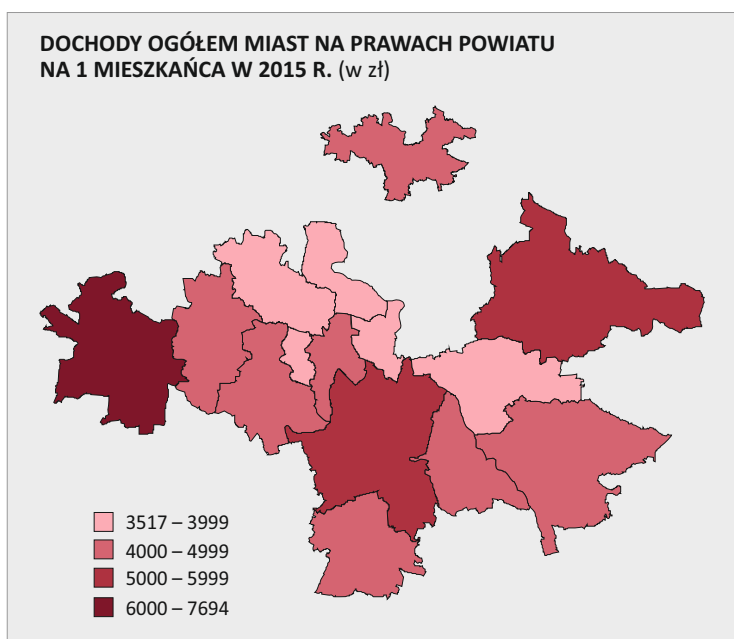 DOCHODY OGÓŁEM MIAST NA PRAWACH POWIATU
NA 1 MIESZKAŃCA W 2015 R. (w zł)
3517 – 3999
4000 – 4999
5000 – 5999
6000 – 7694